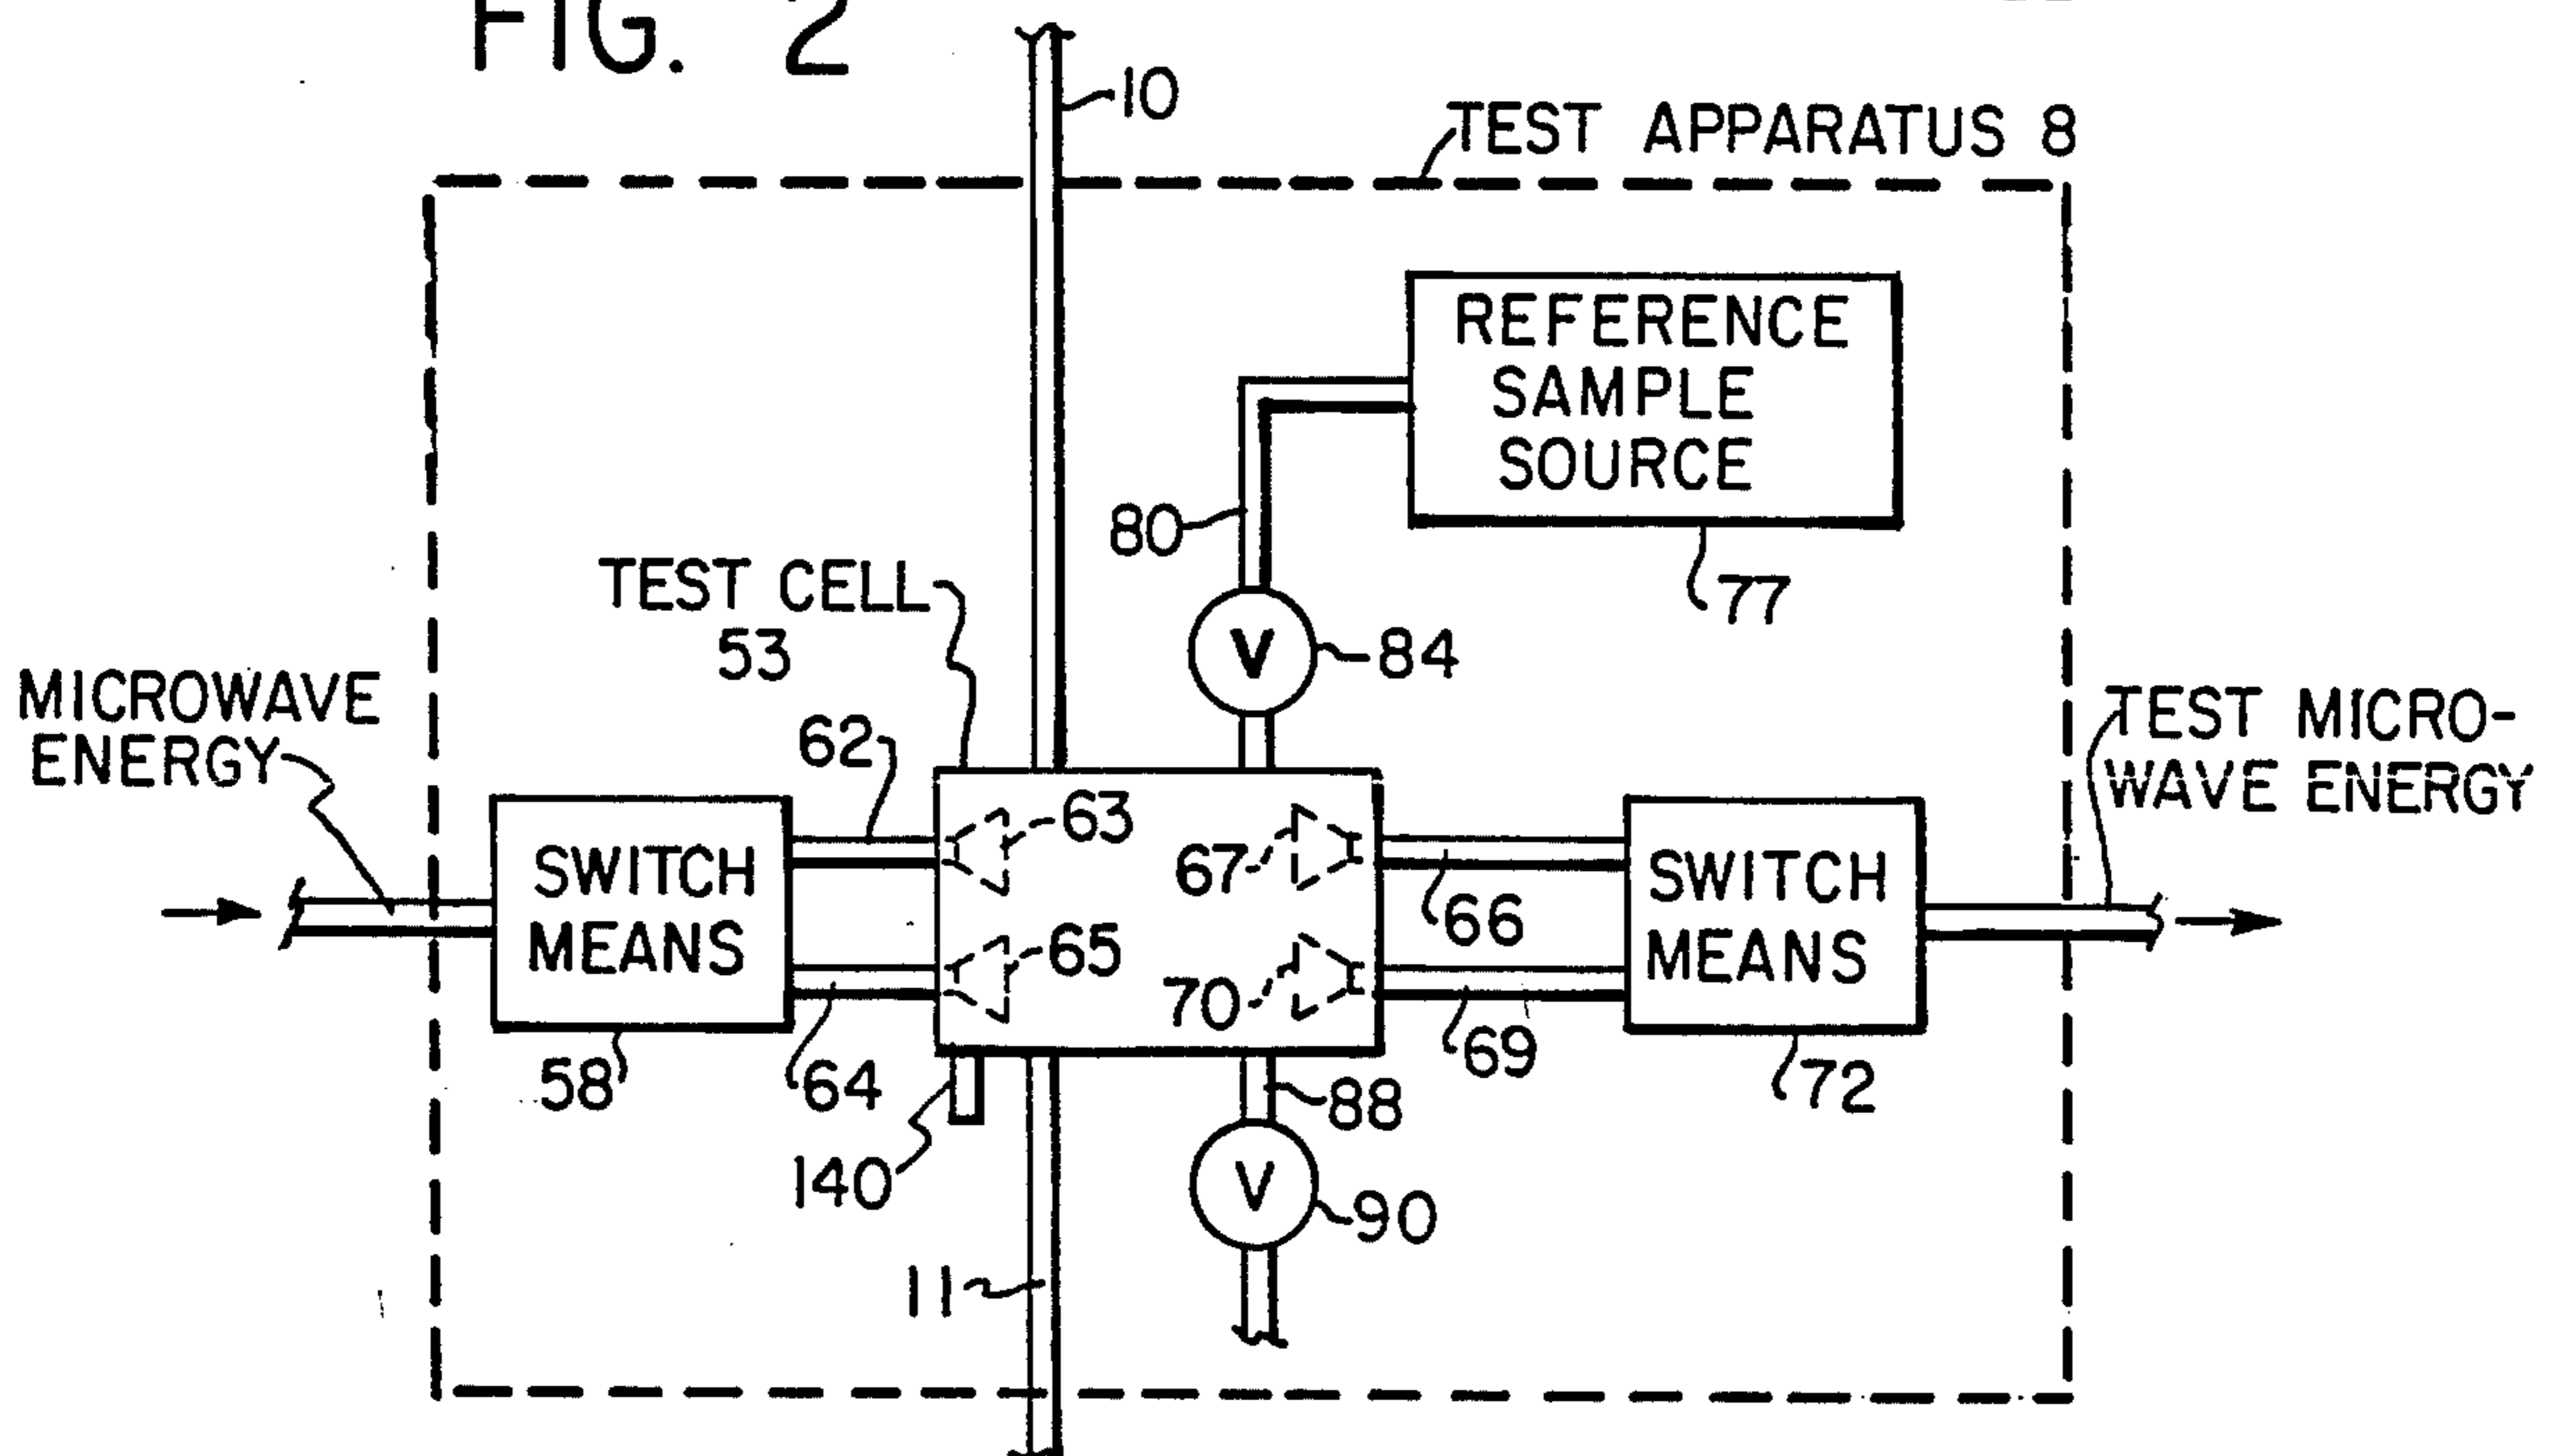 FIG. 2
10
TEST APPARATUS 8
REFERENCE
SAMPLE
SOURCE
80
77
TEST CELL
53
V
84
MICROWAVE
ENERGY
62
TEST MICRO-
WAVE ENERGY
63
67
SWITCH
MEANS
66
SWITCH
MEANS
65
70
58
64
69
72
88
140
V
90
11